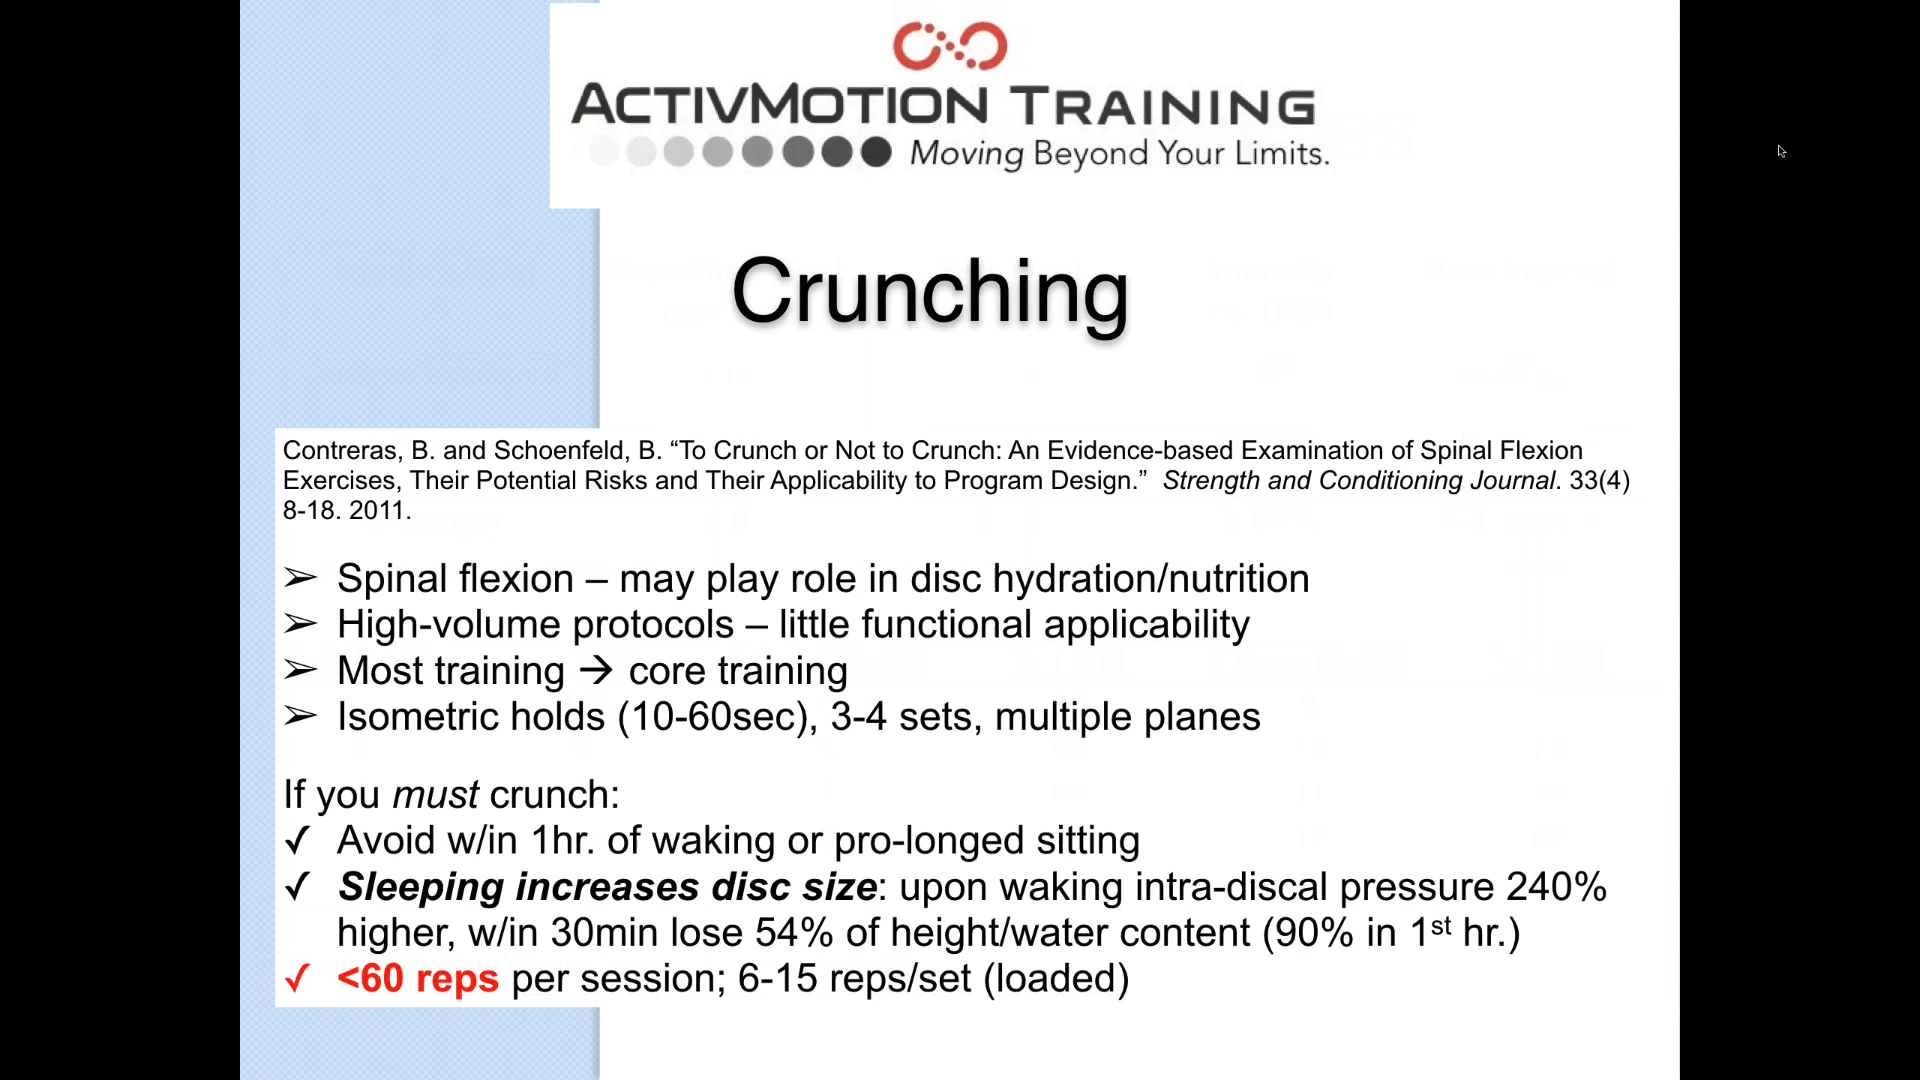 ACTIVMOTION TRAINING
Moving Beyond Your Limits.
Crunching
Contreras, B. and Schoenfeld, B. “To Crunch or Not to Crunch: An Evidence-based Examination of Spinal Flexion
Exercises, Their Potential Risks and Their Applicability to Program Design.” Strength and Conditioning Journal. 33(4)
8-18. 2011.
➢ Spinal flexion – may play role in disc hydration/nutrition
➢ High-volume protocols – little functional applicability
➢ Most training → core training
➢ Isometric holds (10-60sec), 3-4 sets, multiple planes
If you must crunch:
✓ Avoid w/in 1hr. of waking or pro-longed sitting
✓ Sleeping increases disc size: upon waking intra-discal pressure 240%
higher, w/in 30min lose 54% of height/water content (90% in 1st hr.)
✓ <60 reps per session; 6-15 reps/set (loaded)